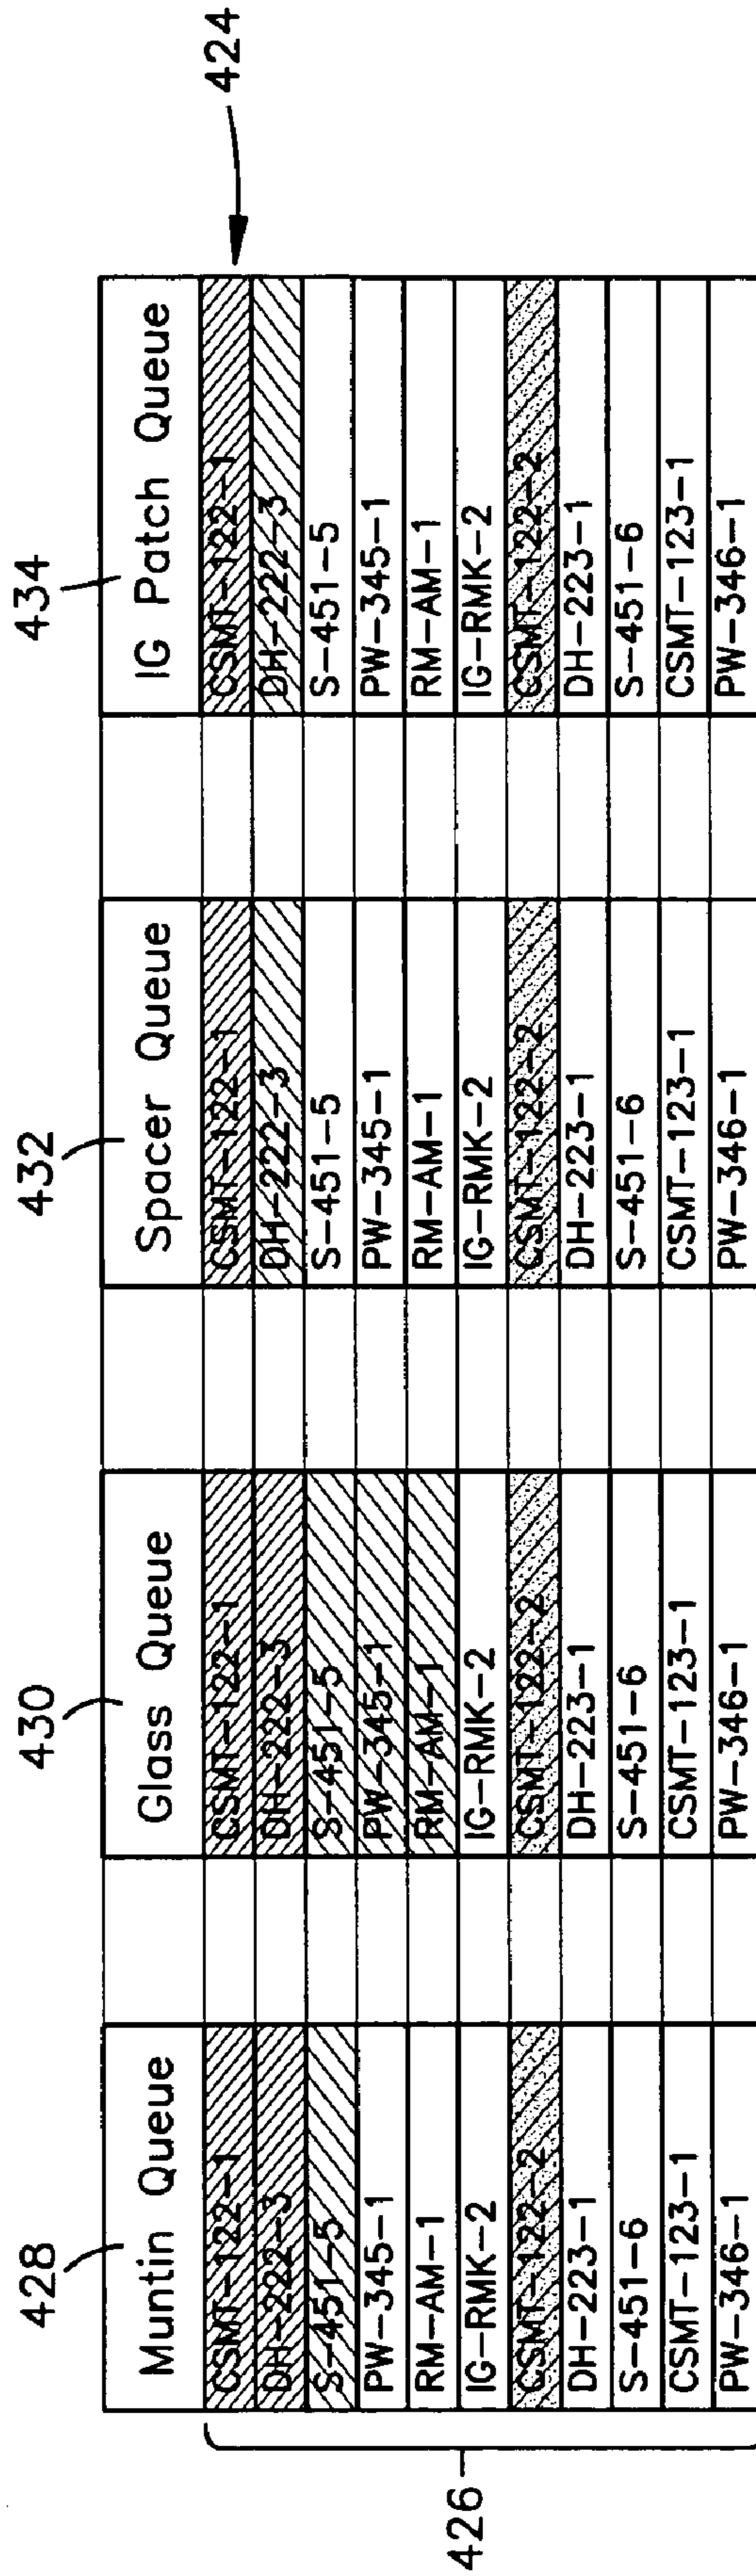 424
428
430
432
434
Muntin Queue
Glass Queue
Spacer Queue
IG Patch Queue
CSMT-122-1
CSMT-122-1
CSMT-122-1
CSMT-122-1
DH-222-3
DH-222-3
DH-222-3
DH-222-3
S-451-5
S-451-5
S-451-5
S-451-5
PW-345-1
PW-345-1
PW-345-1
PW-345-1
RM-AM-1
RM-AM-1
RM-AM-1
RM-AM-1
IG-RMK-2
IG-RMK-2
IG-RMK-2
IG-RMK-2
CSMT-122-2
CSMT-122-2
CSMT-122-2
CSMT-122-2
DH-223-1
DH-223-1
DH-223-1
DH-223-1
S-451-6
S-451-6
S-451-6
S-451-6
CSMT-123-1
CSMT-123-1
CSMT-123-1
CSMT-123-1
PW-346-1
PW-346-1
PW-346-1
PW-346-1
426